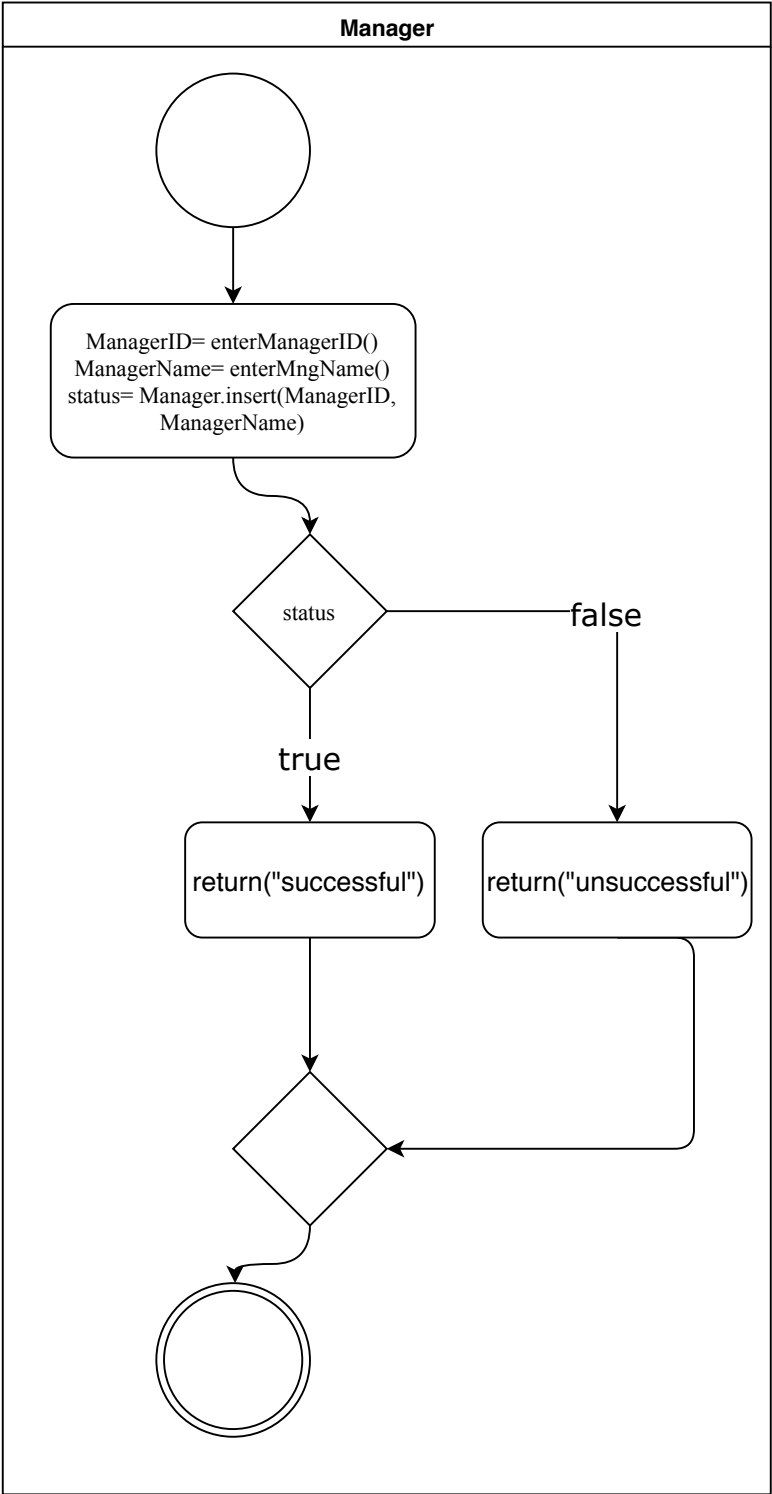 Manager
ManagerID= enterManagerID()
ManagerName= enterMngName()
status= Manager.insert(ManagerID,
ManagerName)
status
false
true
return("successful")
return("unsuccessful")